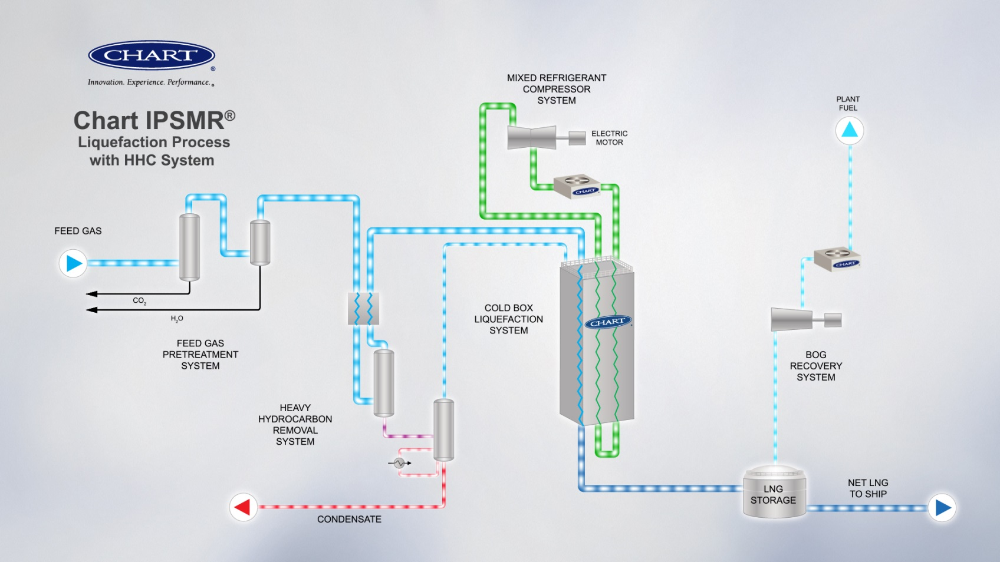 CHART®
Innovation. Experience. Performance.®
Chart IPSMR®
Liquefaction Process
with HHC System
MIXED REFRIGERANT
COMPRESSOR
SYSTEM
ELECTRIC
MOTOR
CHART
PLANT
FUEL
FEED GAS
CO₂
H₂O
FEED GAS
PRETREATMENT
SYSTEM
HEAVY
HYDROCARBON
REMOVAL
SYSTEM
CONDENSATE
COLD BOX
LIQUEFACTION
SYSTEM
CHART
CHART
BOG
RECOVERY
SYSTEM
LNG
STORAGE
NET LNG
TO SHIP